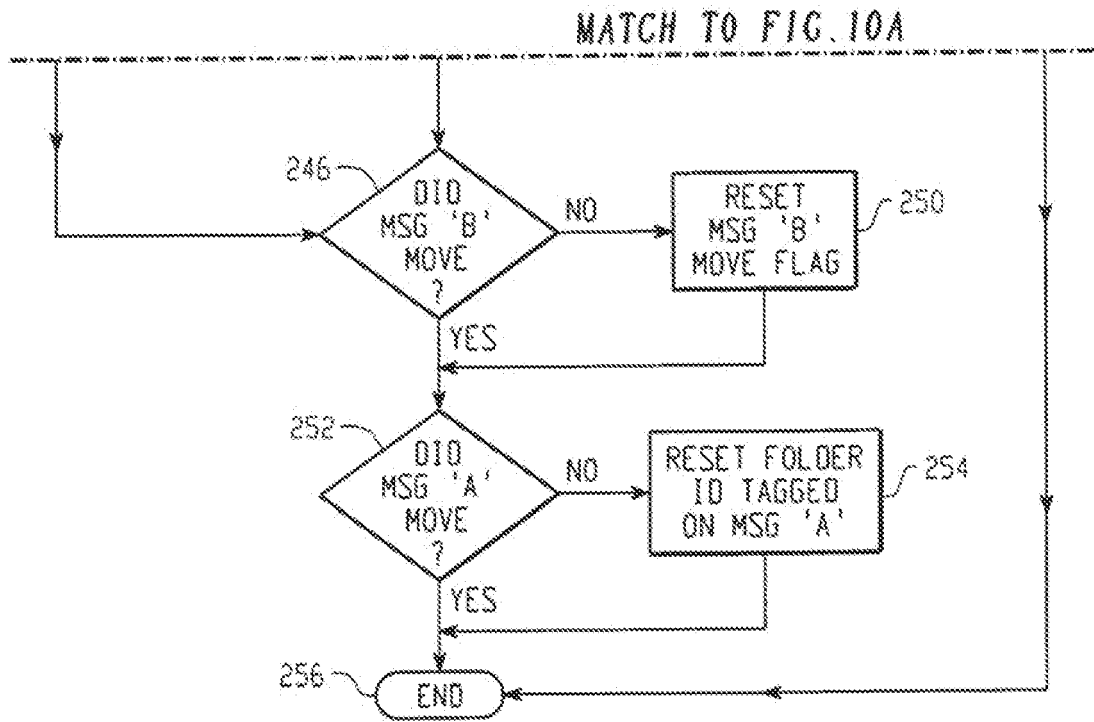 MATCH TO FIG. 10A
246
DID
MSG 'B'
MOVE
?
NO
RESET
MSG 'B'
MOVE FLAG
250
YES
252
DID
MSG 'A'
MOVE
?
NO
RESET FOLDER
ID TAGGED
ON MSG 'A'
254
YES
256
END